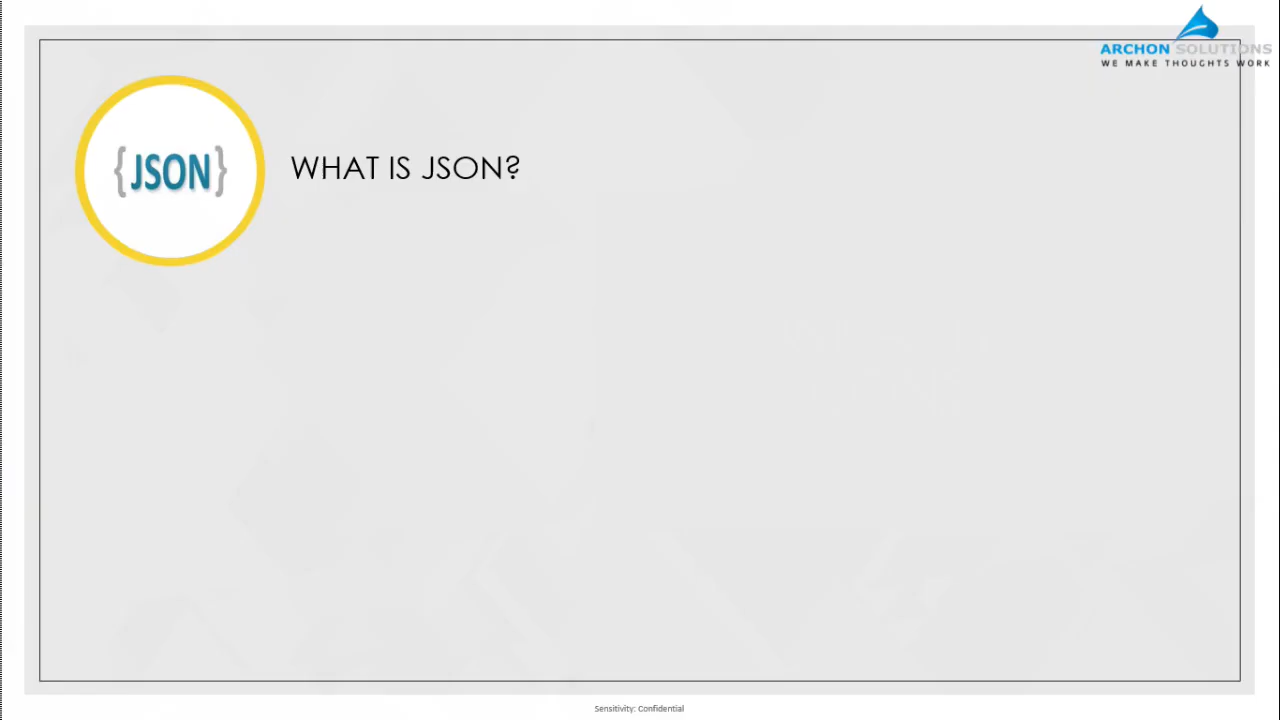 ARCHON SOLUTIONS
WE MAKE THOUGHTS WORK
{JSON}
WHAT IS JSON?
Sensitivity: Confidential